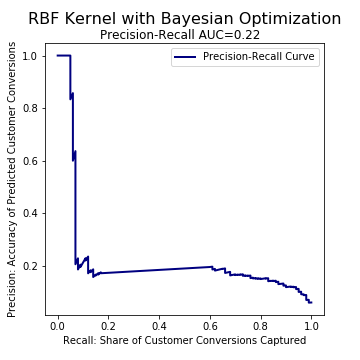 RBF Kernel with Bayesian Optimization
Precision-Recall AUC=0.22
Precision-Recall Curve
Precision: Accuracy of Predicted Customer Conversions
1.0
0.8
0.6
0.4
0.2
0.0 0.2 0.4 0.6 0.8 1.0
Recall: Share of Customer Conversions Captured